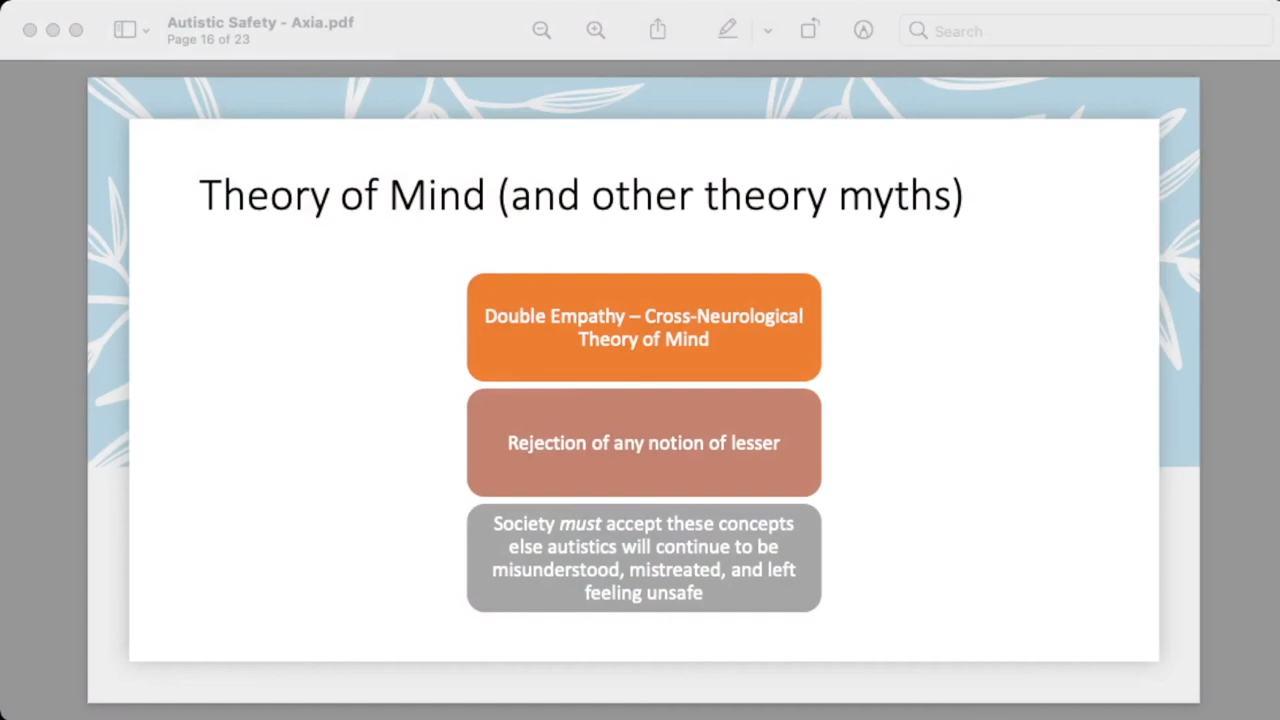 Autistic Safety - Axia.pdf
Page 16 of 23
Search
Theory of Mind (and other theory myths)
Double Empathy – Cross-Neurological
Theory of Mind
Rejection of any notion of lesser
Society must accept these concepts
else autistics will continue to be
misunderstood, mistreated, and left
feeling unsafe